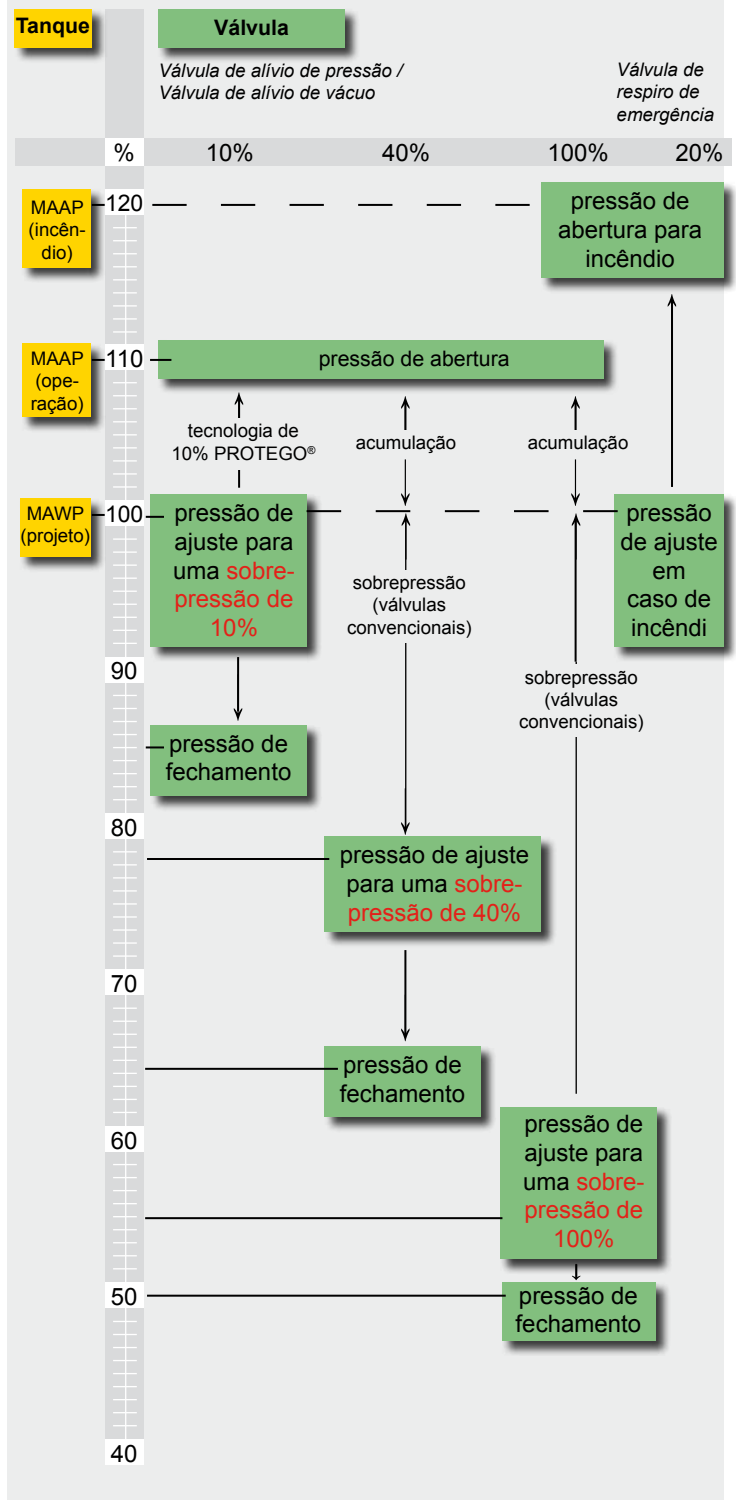 Tanque
Válvula
Válvula de alívio de pressão /
Válvula de alívio de vácuo
Válvula de
respiro de
emergência
% 10% 40% 100% 20%
MAAP
(incên-
dio)
120
pressão de
abertura para
incêndio
MAAP
(ope-
ração)
110
pressão de abertura
tecnologia de
10% PROTEGO®
acumulação
acumulação
MAWP
(projeto)
100
pressão de
ajuste para
uma sobre-
pressão de
10%
pressão
de ajuste
em
caso de
incêndi
sobrepressão
(válvulas
convencionais)
sobrepressão
(válvulas
convencionais)
90
pressão de
fechamento
80
pressão de ajuste
para uma sobre-
pressão de 40%
70
pressão de
fechamento
60
pressão de
ajuste para
uma sobre-
pressão de
100%
50
pressão de
fechamento
40